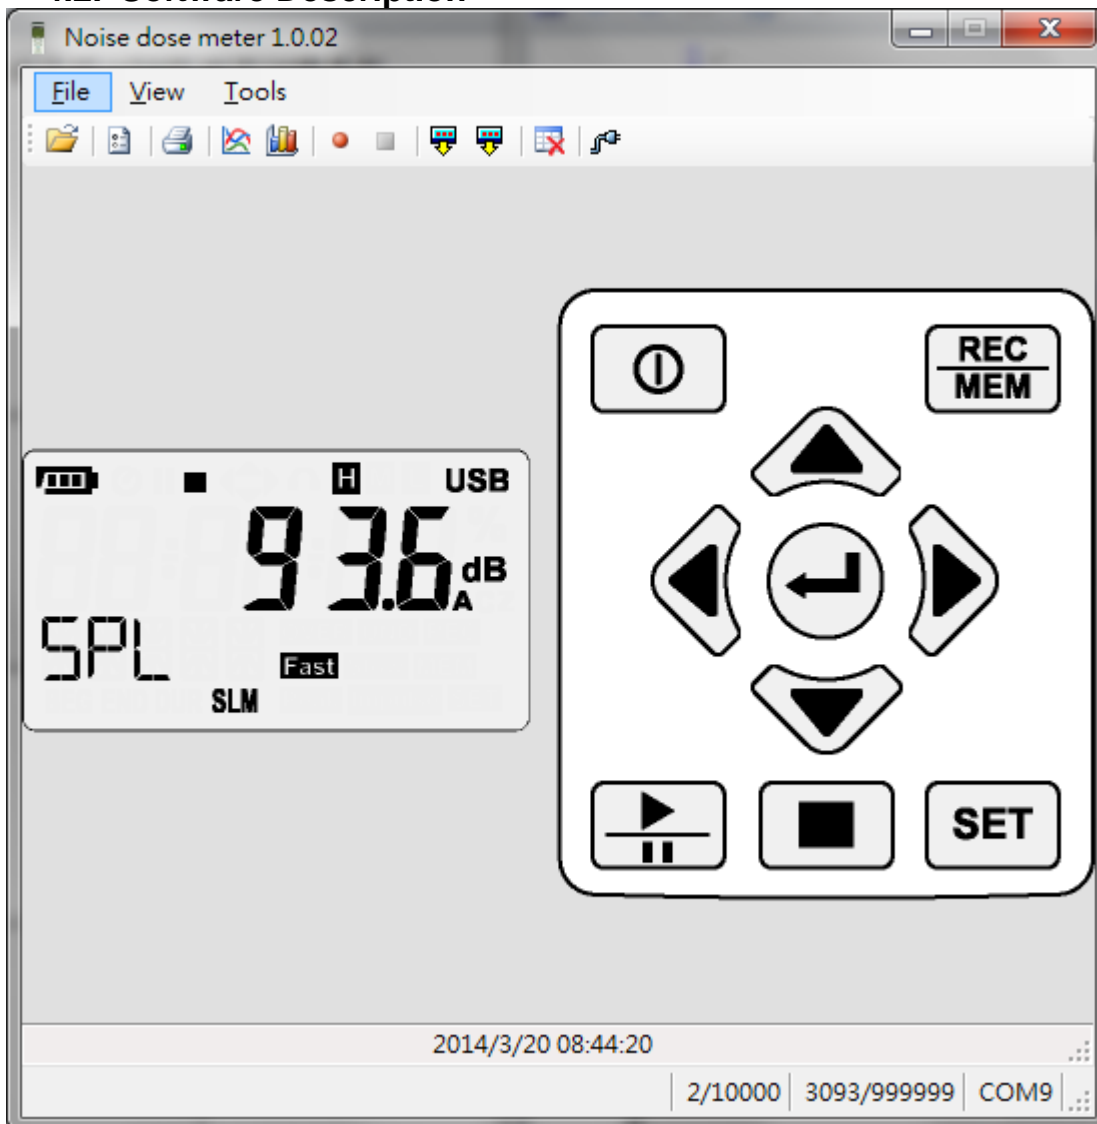 Noise dose meter 1.0.02
File View Tools
REC
MEM
H USB
93.6 dB
A
SPL
Fast
SLM
SET
2014/3/20 08:44:20
2/10000 3093/999999 COM9